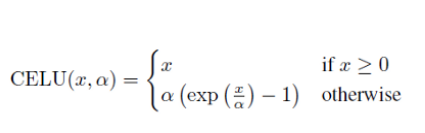 CELU(x, α) = { x if x ≥ 0
α (exp (x/α) − 1) otherwise